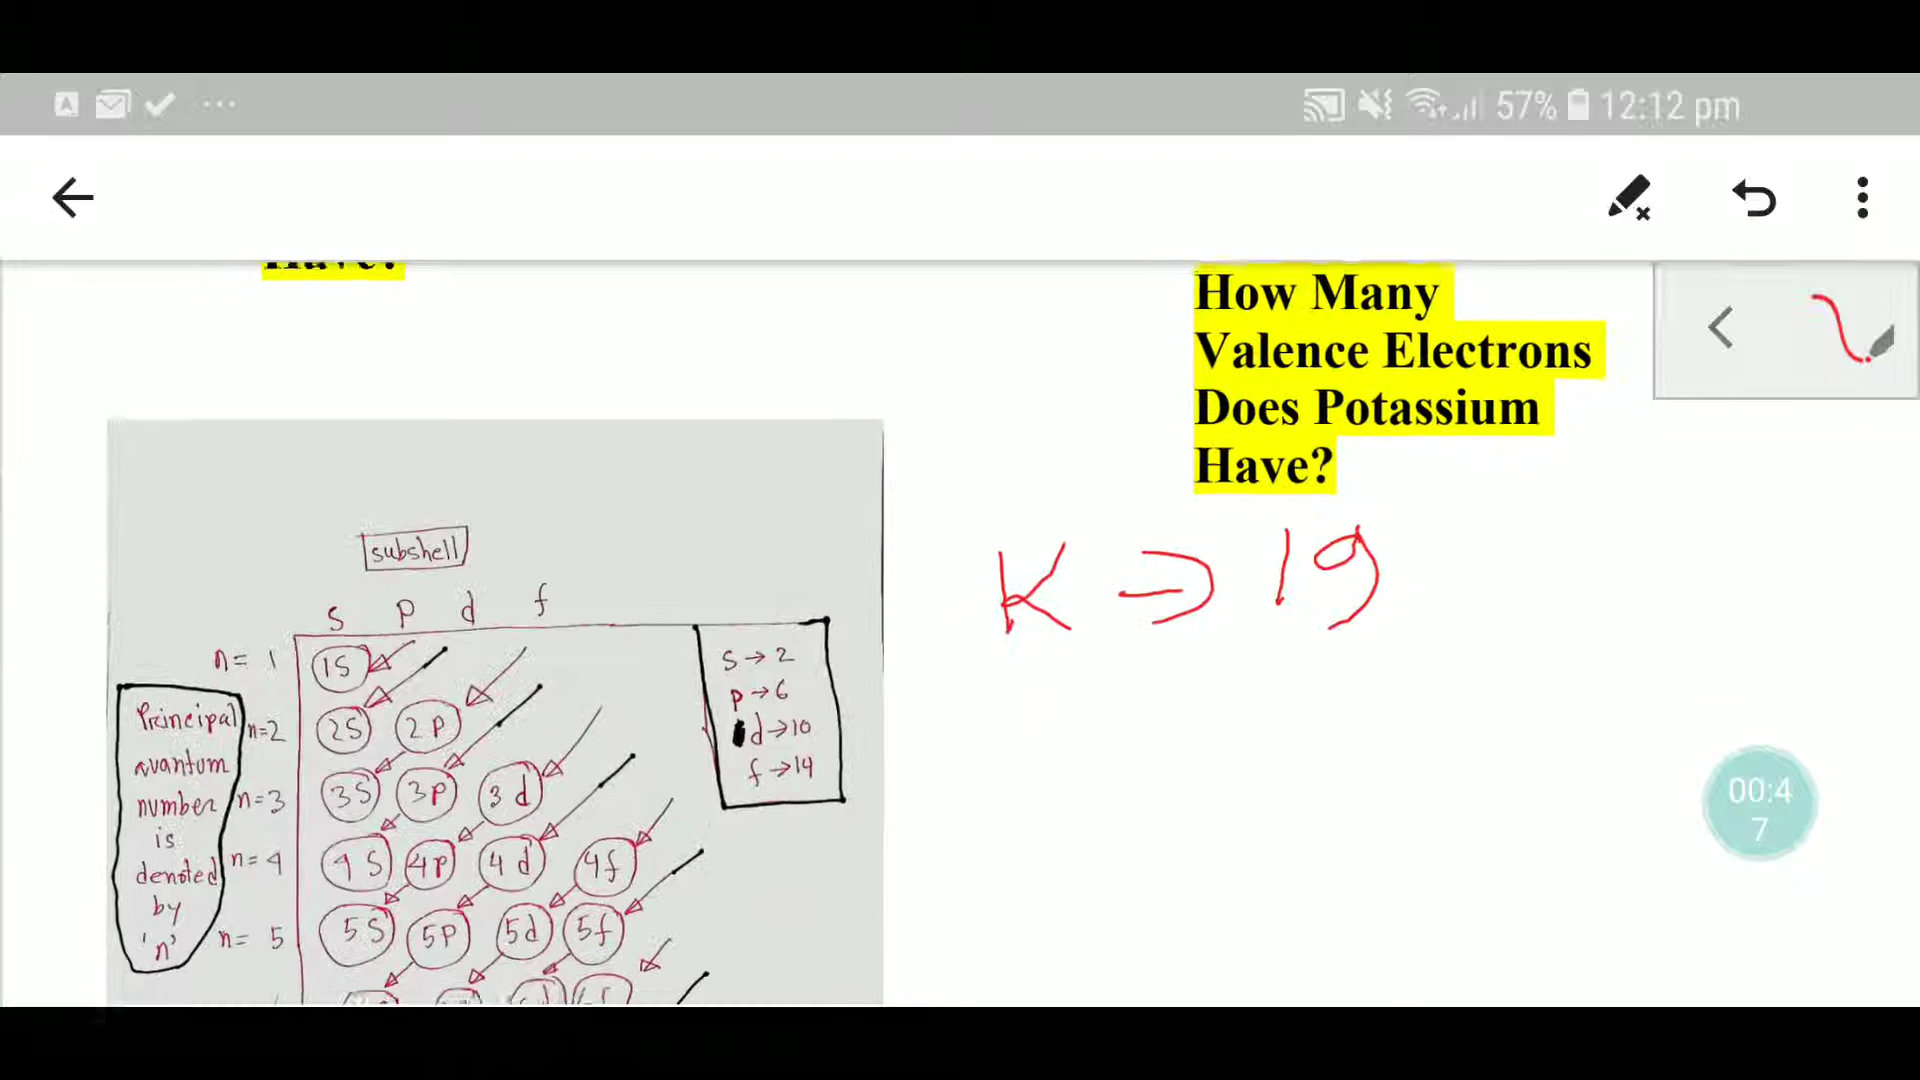 57% 12:12 pm
Have?
How Many
Valence Electrons
Does Potassium
Have?
K → 19
subshell
s p d f
n = 1 1s
n=2 2s 2p
n=3 3s 3p 3d
n=4 4s 4p 4d 4f
n= 5 5s 5p 5d 5f
s→2
p→6
d→10
f→14
Principal
avantum
number
is
denoted
by
'n'
00:4
7